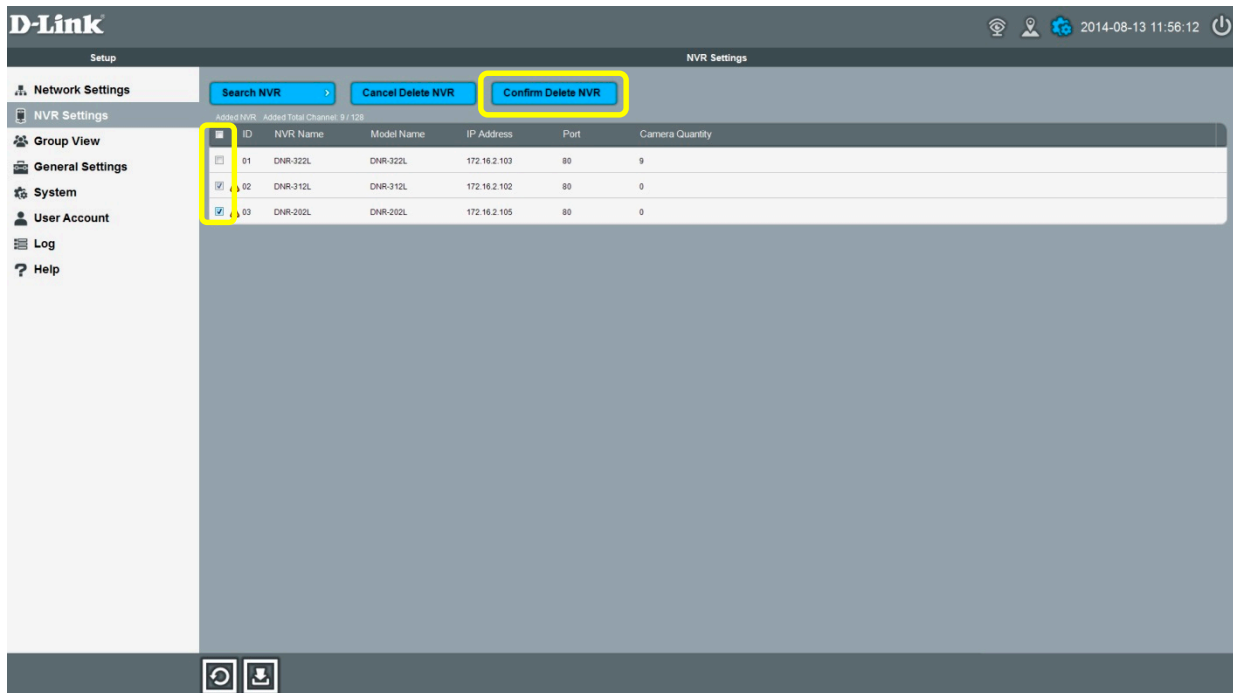 D-Link
2014-08-13 11:56:12
Setup
NVR Settings
Network Settings
NVR Settings
Group View
General Settings
System
User Account
Log
Help
Search NVR >
Cancel Delete NVR
Confirm Delete NVR
Added NVR Added Total Channel: 9 / 128
ID NVR Name Model Name IP Address Port Camera Quantity
01 DNR-322L DNR-322L 172.16.2.103 80 9
02 DNR-312L DNR-312L 172.16.2.102 80 0
03 DNR-202L DNR-202L 172.16.2.105 80 0